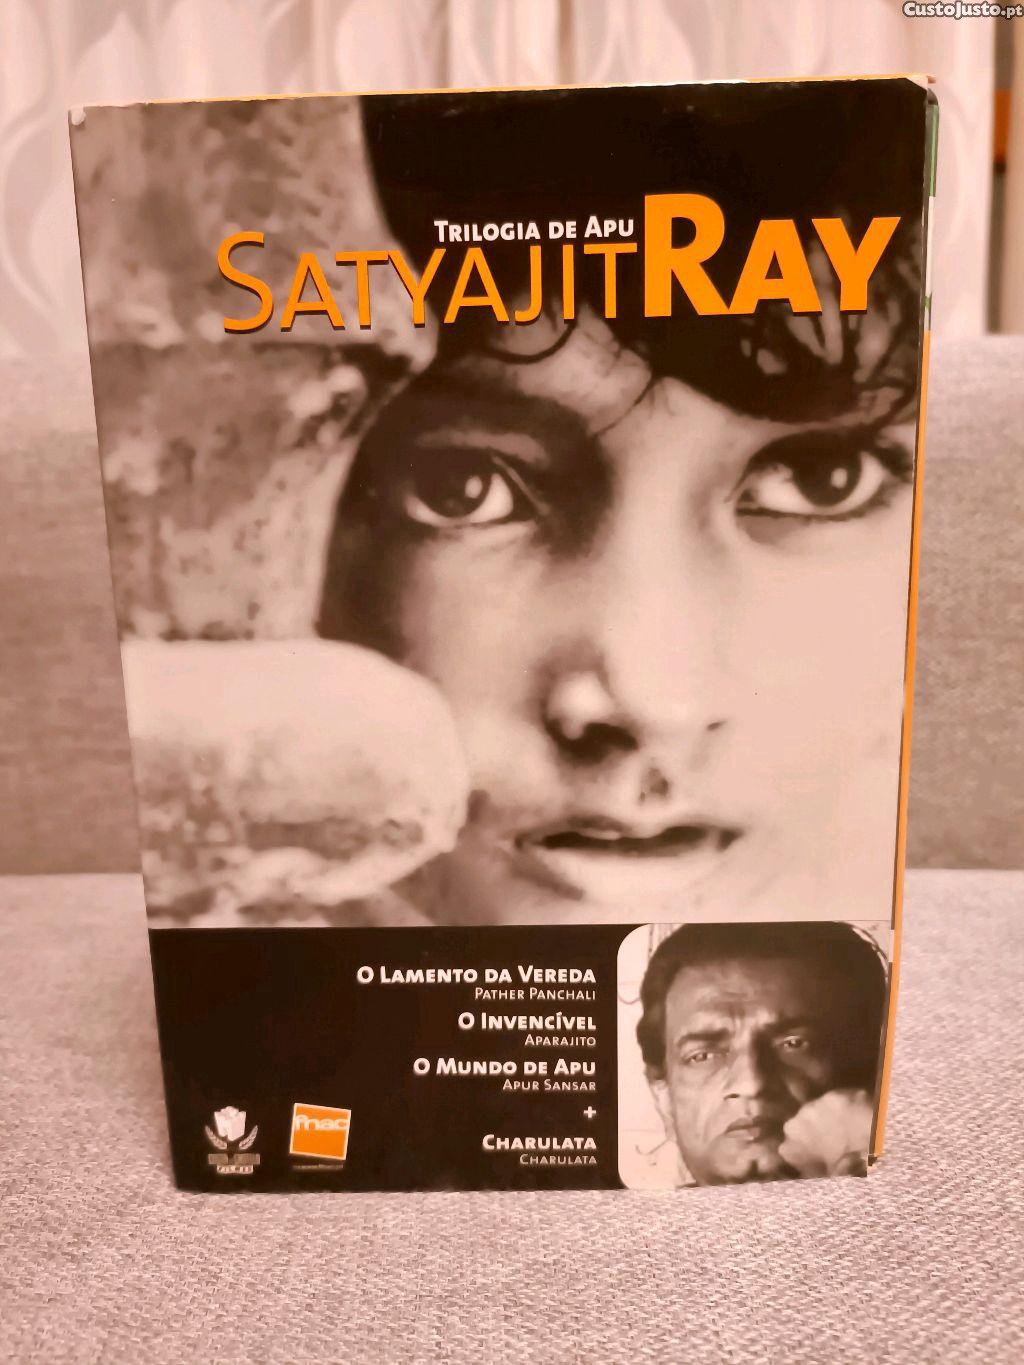 CustoJusto.pt
TRILOGIA DE APU
SATYAJIT RAY
O LAMENTO DA VEREDA
PATHER PANCHALI
O INVENCÍVEL
APARAJITO
O MUNDO DE APU
APUR SANSAR
+
CHARULATA
CHARULATA
fnac
FILMES